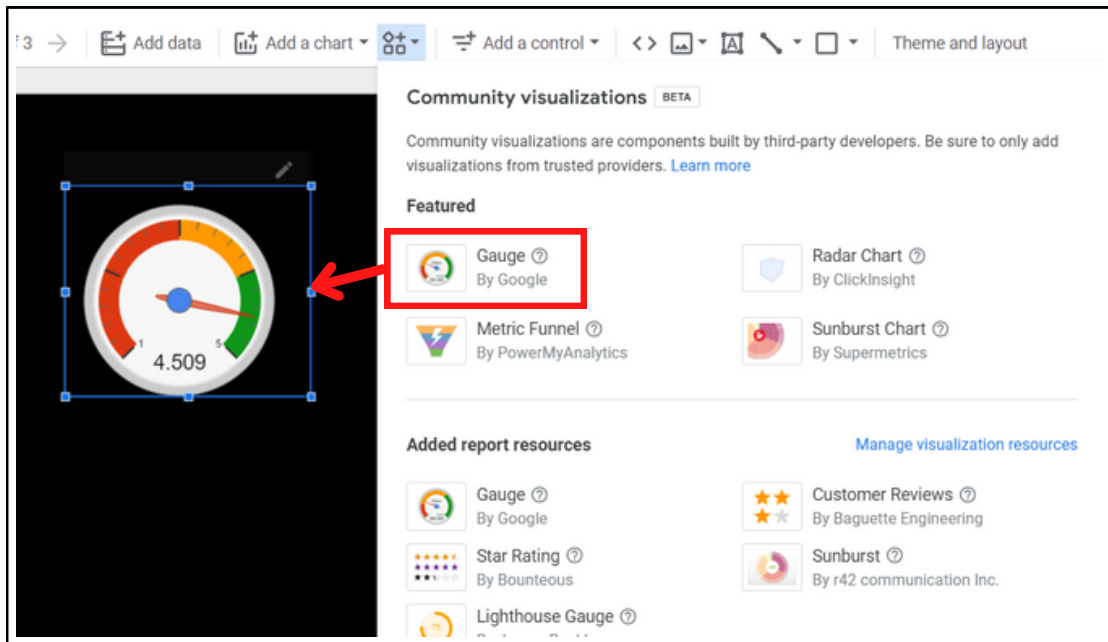 f 3 Add data Add a chart Add a control Theme and layout
Community visualizations BETA
Community visualizations are components built by third-party developers. Be sure to only add
visualizations from trusted providers. Learn more
Featured
Gauge
By Google
Radar Chart
By ClickInsight
Metric Funnel
By PowerMyAnalytics
Sunburst Chart
By Supermetrics
Added report resources
Manage visualization resources
Gauge
By Google
Customer Reviews
By Baguette Engineering
Star Rating
By Bounteous
Sunburst
By r42 communication Inc.
Lighthouse Gauge
1
5
4.509